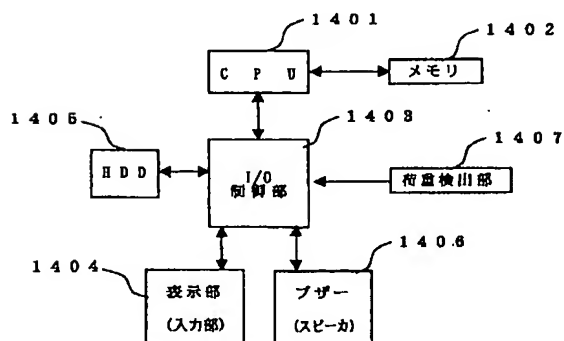 1401
1402
CPU
メモリ
1405
1403
1407
HDD
I/O
制御部
荷重検出部
1404
1406
表示部
(入力部)
ブザー
(スピーカ)